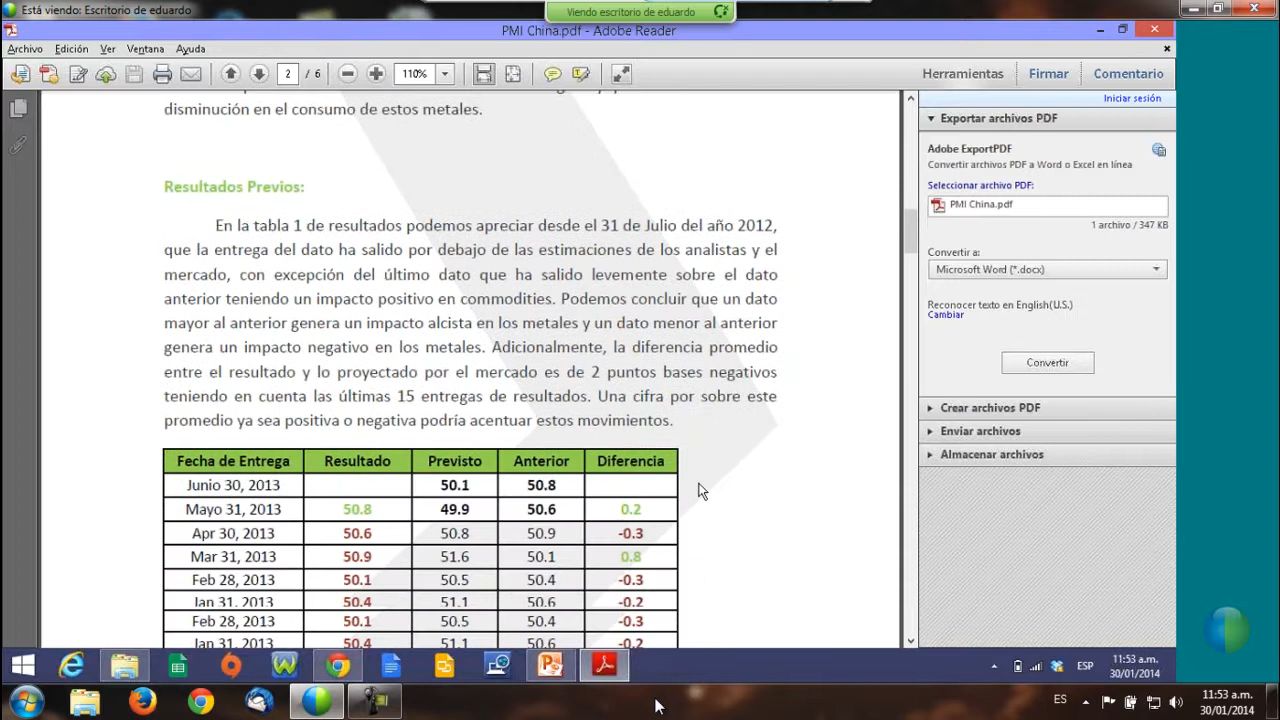 Está viendo: Escritorio de eduardo
Viendo escritorio de eduardo
PMI China.pdf - Adobe Reader
Archivo Edición Ver Ventana Ayuda
2 / 6 110% Herramientas Firmar Comentario
disminución en el consumo de estos metales.
Resultados Previos:
En la tabla 1 de resultados podemos apreciar desde el 31 de Julio del año 2012,
que la entrega del dato ha salido por debajo de las estimaciones de los analistas y el
mercado, con excepción del último dato que ha salido levemente sobre el dato
anterior teniendo un impacto positivo en commodities. Podemos concluir que un dato
mayor al anterior genera un impacto alcista en los metales y un dato menor al anterior
genera un impacto negativo en los metales. Adicionalmente, la diferencia promedio
entre el resultado y lo proyectado por el mercado es de 2 puntos bases negativos
teniendo en cuenta las últimas 15 entregas de resultados. Una cifra por sobre este
promedio ya sea positiva o negativa podría acentuar estos movimientos.
Fecha de Entrega Resultado Previsto Anterior Diferencia
Junio 30, 2013 50.1 50.8
Mayo 31, 2013 50.8 49.9 50.6 0.2
Apr 30, 2013 50.6 50.8 50.9 -0.3
Mar 31, 2013 50.9 51.6 50.1 0.8
Feb 28, 2013 50.1 50.5 50.4 -0.3
Jan 31, 2013 50.4 51.1 50.6 -0.2
Feb 28, 2013 50.1 50.5 50.4 -0.3
Jan 31, 2013 50.4 51.1 50.6 -0.2
Iniciar sesión
Exportar archivos PDF
Adobe ExportPDF
Convertir archivos PDF a Word o Excel en línea
Seleccionar archivo PDF:
PMI China.pdf
1 archivo / 347 KB
Convertir a:
Microsoft Word (*.docx)
Reconocer texto en English(U.S.)
Cambiar
Convertir
Crear archivos PDF
Enviar archivos
Almacenar archivos
ESP 11:53 a.m.
30/01/2014
ES 11:53 a.m.
30/01/2014